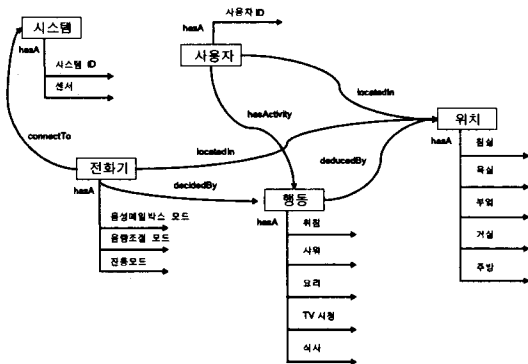 시스템
hasA
시스템 ID
센서
connectTo
사용자 ID
hasA
사용자
hasActivity
locatedIn
위치
hasA
침실
욕실
부엌
거실
주방
전화기
hasA
locatedIn
decidedBy
deducedBy
음성메일박스 모드
음량조절 모드
진동모드
행동
hasA
취침
샤워
요리
TV 시청
식사